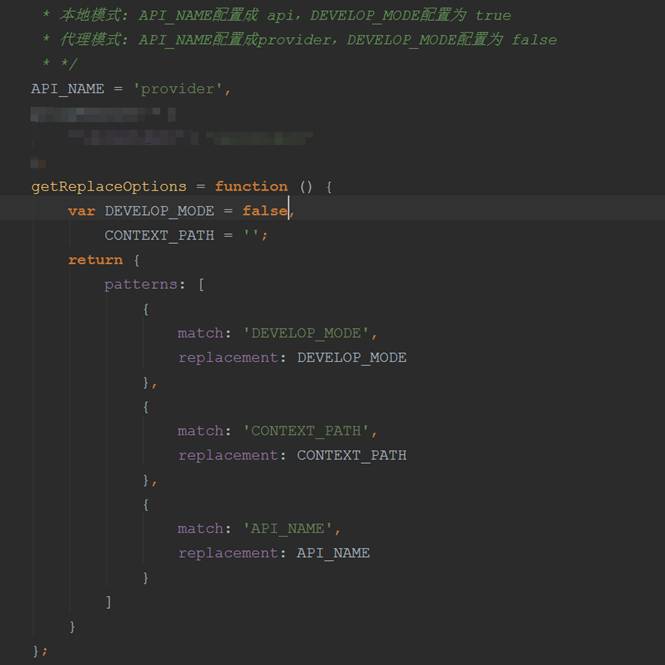 * 本地模式: API_NAME配置成 api，DEVELOP_MODE配置为 true
* 代理模式: API_NAME配置成provider，DEVELOP_MODE配置为 false
* */
API_NAME = 'provider',
getReplaceOptions = function () {
var DEVELOP_MODE = false,
CONTEXT_PATH = '';
return {
patterns: [
{
match: 'DEVELOP_MODE',
replacement: DEVELOP_MODE
},
{
match: 'CONTEXT_PATH',
replacement: CONTEXT_PATH
},
{
match: 'API_NAME',
replacement: API_NAME
}
]
}
};